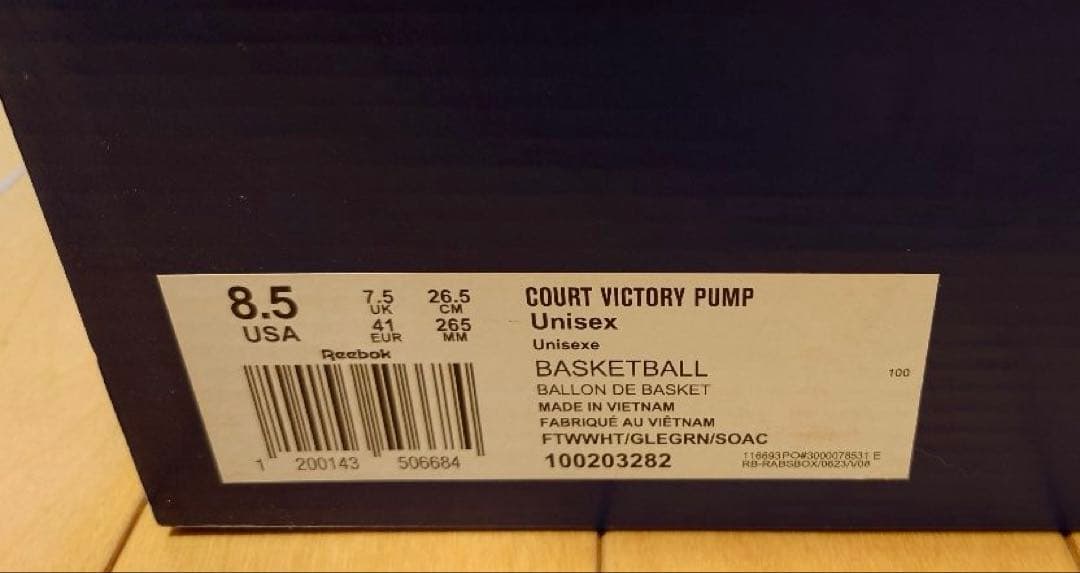 8.5
USA
7.5
UK
41
EUR
26.5
CM
265
MM
Reebok
1 200143 506684
COURT VICTORY PUMP
Unisex
Unisexe
BASKETBALL
BALLON DE BASKET
MADE IN VIETNAM
FABRIQUÉ AU VIÊTNAM
FTWWHT/GLEGRN/SOAC
100203282
100
116693 PO#3000078531 E
RB-RABSBOX/0623/V08